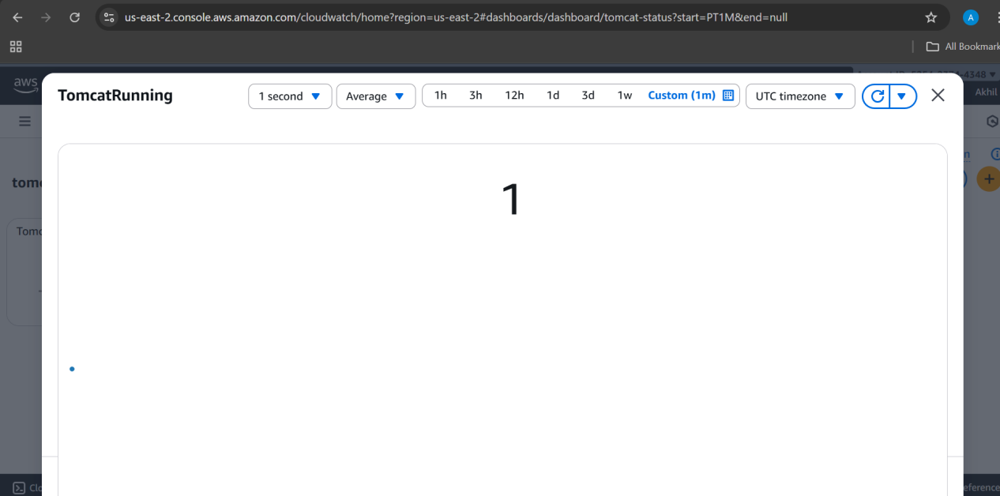 us-east-2.console.aws.amazon.com/cloudwatch/home?region=us-east-2#dashboards/dashboard/tomcat-status?start=PT1M&end=null
A
All Bookmark
aws
4348
TomcatRunning
1 second
Average
1h 3h 12h 1d 3d 1w Custom (1m)
UTC timezone
Akhil
tom
Tomc
1
Clo
eference